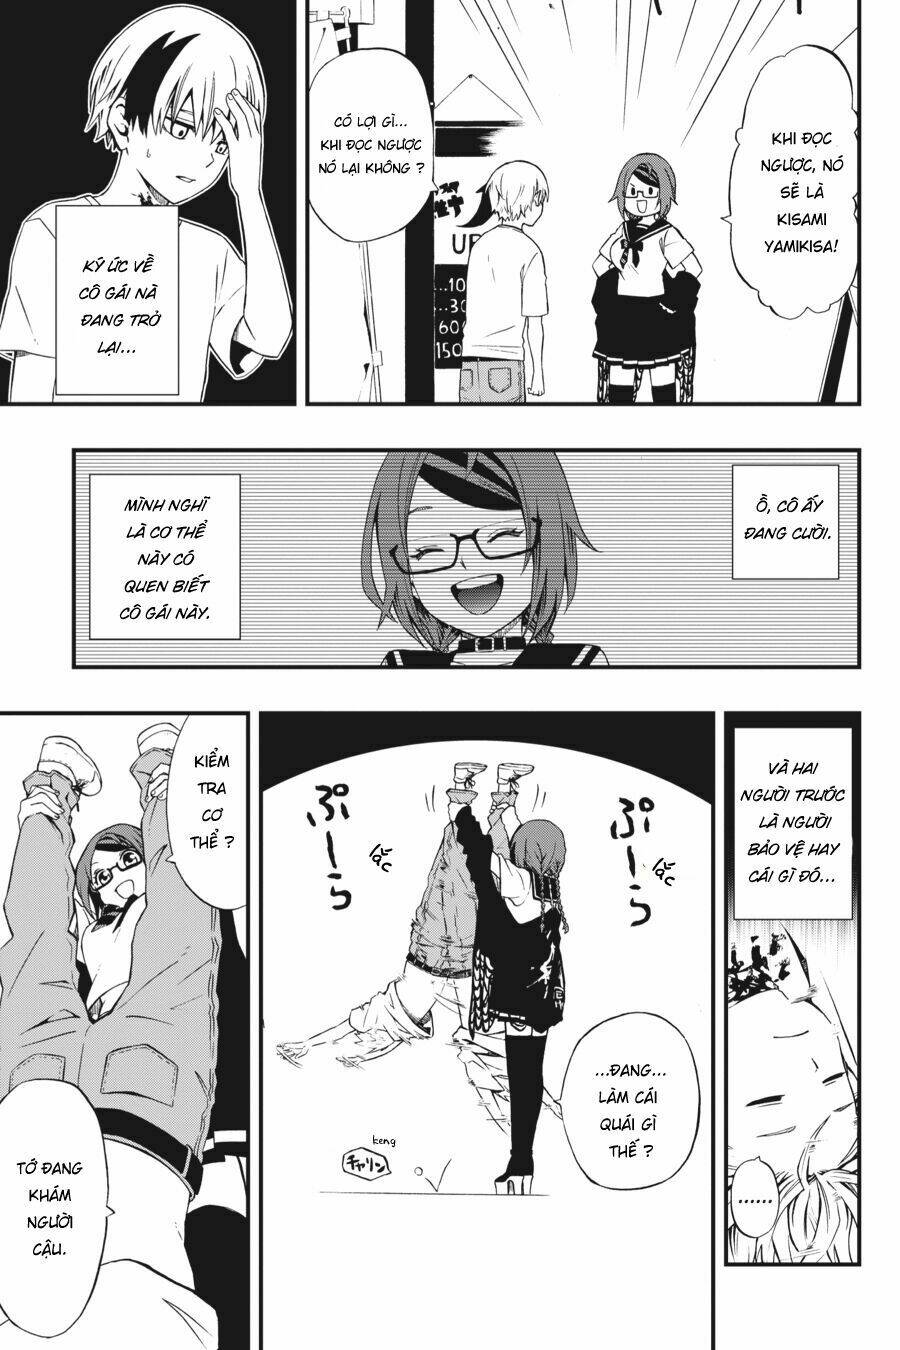 KHI ĐỌC
NGƯỢC, NÓ
SẼ LÀ
KISAMI
YAMIKISA!
CÓ LỢI GÌ...
KHI ĐỌC NGƯỢC
NÓ LẠI KHÔNG ?
UP
...10
...30
600
150
KÝ ỨC VỀ
CÔ GÁI NÀ
ĐANG TRỞ
LẠI...
Ồ, CÔ ẤY
ĐANG CƯỜI.
MÌNH NGHĨ
LÀ CƠ THỂ
NÀY CÓ
QUEN BIẾT
CÔ GÁI NÀY.
VÀ HAI
NGƯỜI TRƯỚC
LÀ NGƯỜI
BẢO VỆ HAY
CÁI GÌ ĐÓ...
......
ぷーら
lắc
ぷーら
lắc
...ĐANG...
LÀM CÁI
QUÁI GÌ
THẾ ?
keng
チャリン
KIỂM
TRA
CƠ
THỂ ?
TỚ ĐANG
KHÁM
NGƯỜI
CẬU.